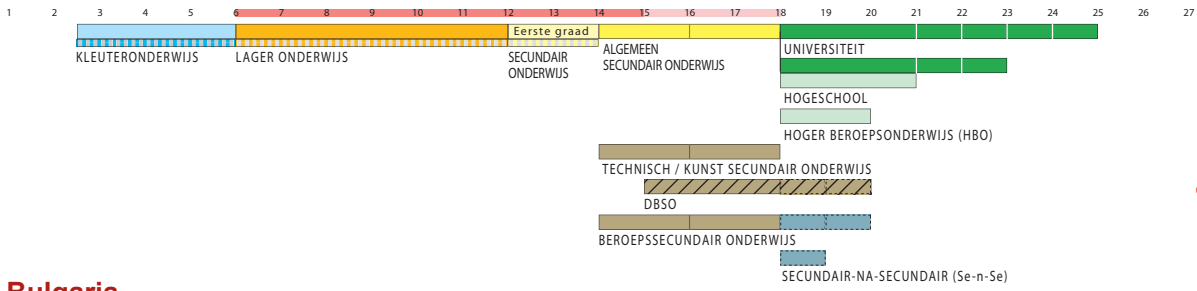 1 2 3 4 5 6 7 8 9 10 11 12 13 14 15 16 17 18 19 20 21 22 23 24 25 26 27
Eerste graad
KLEUTERONDERWIJS
LAGER ONDERWIJS
SECUNDAIR
ONDERWIJS
ALGEMEEN
SECUNDAIR ONDERWIJS
UNIVERSITEIT
HOGESCHOOL
HOGER BEROEPSONDERWIJS (HBO)
TECHNISCH / KUNST SECUNDAIR ONDERWIJS
DBSO
BEROEPSSECUNDAIR ONDERWIJS
SECUNDAIR-NA-SECUNDAIR (Se-n-Se)
Bulgaria